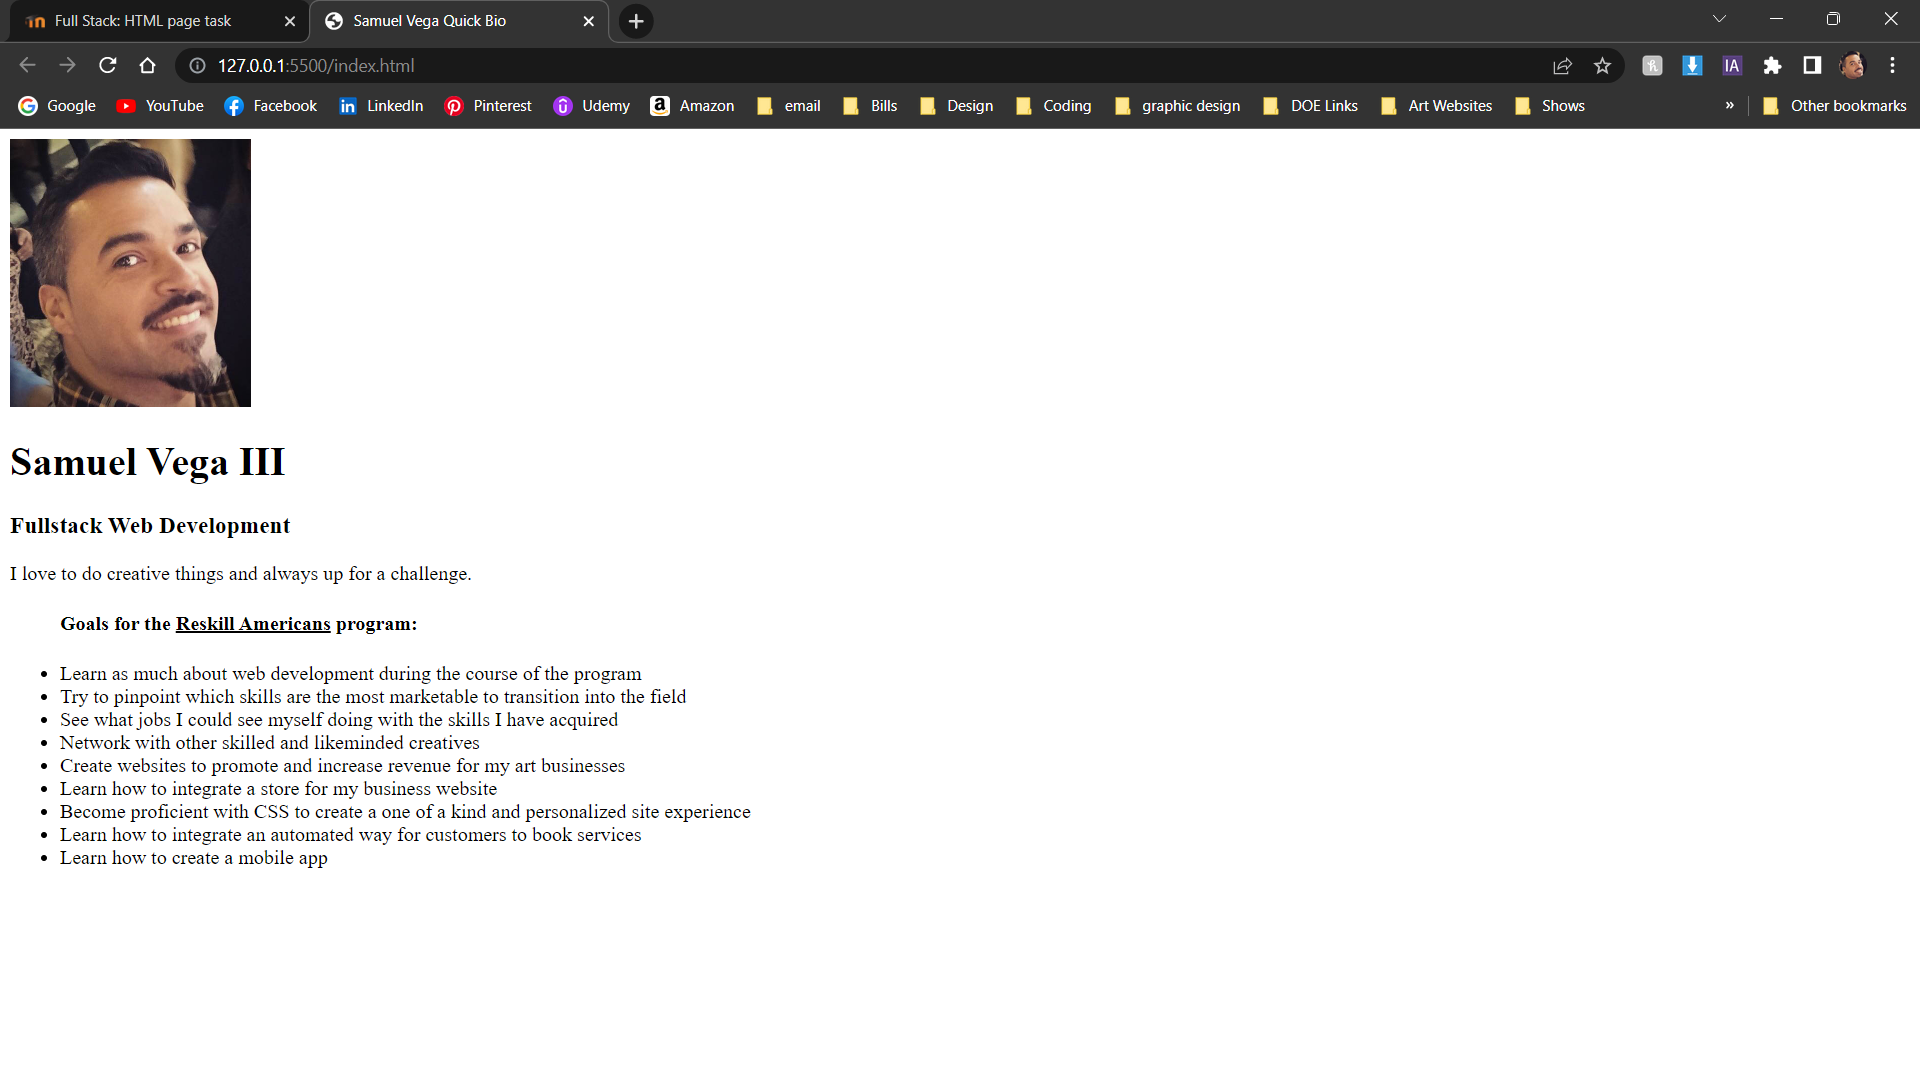 Full Stack: HTML page task
Samuel Vega Quick Bio
127.0.0.1:5500/index.html
Google YouTube Facebook LinkedIn Pinterest Udemy Amazon email Bills Design Coding graphic design DOE Links Art Websites Shows » Other bookmarks
Samuel Vega III
Fullstack Web Development
I love to do creative things and always up for a challenge.
Goals for the Reskill Americans program:
• Learn as much about web development during the course of the program
• Try to pinpoint which skills are the most marketable to transition into the field
• See what jobs I could see myself doing with the skills I have acquired
• Network with other skilled and likeminded creatives
• Create websites to promote and increase revenue for my art businesses
• Learn how to integrate a store for my business website
• Become proficient with CSS to create a one of a kind and personalized site experience
• Learn how to integrate an automated way for customers to book services
• Learn how to create a mobile app